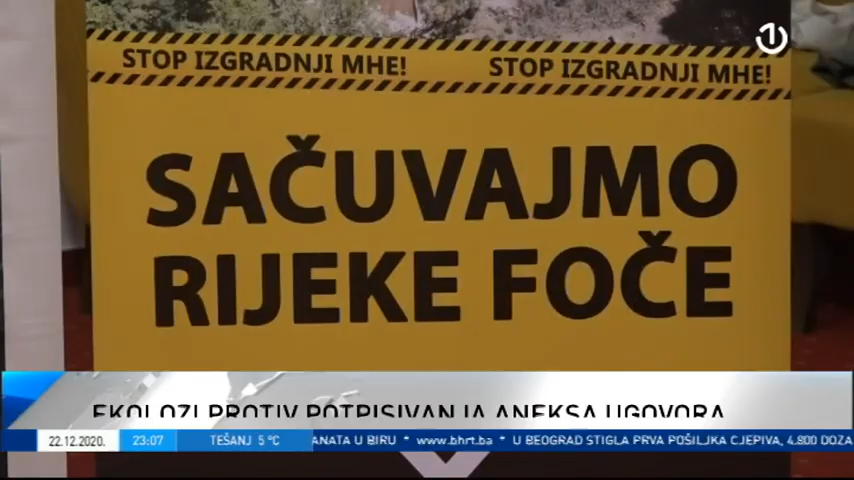 STOP IZGRADNJI MHE! STOP IZGRADNJI MHE!
SAČUVAJMO
RIJEKE FOČE
EKOLOZI PROTIV POTPISIVANJA ANEKSA UGOVORA
22.12.2020. 23:07 TEŠANJ 5 °C ANATA U BIRU * www.bhrt.ba * U BEOGRAD STIGLA PRVA POŠILJKA CJEPIVA, 4.800 DOZA